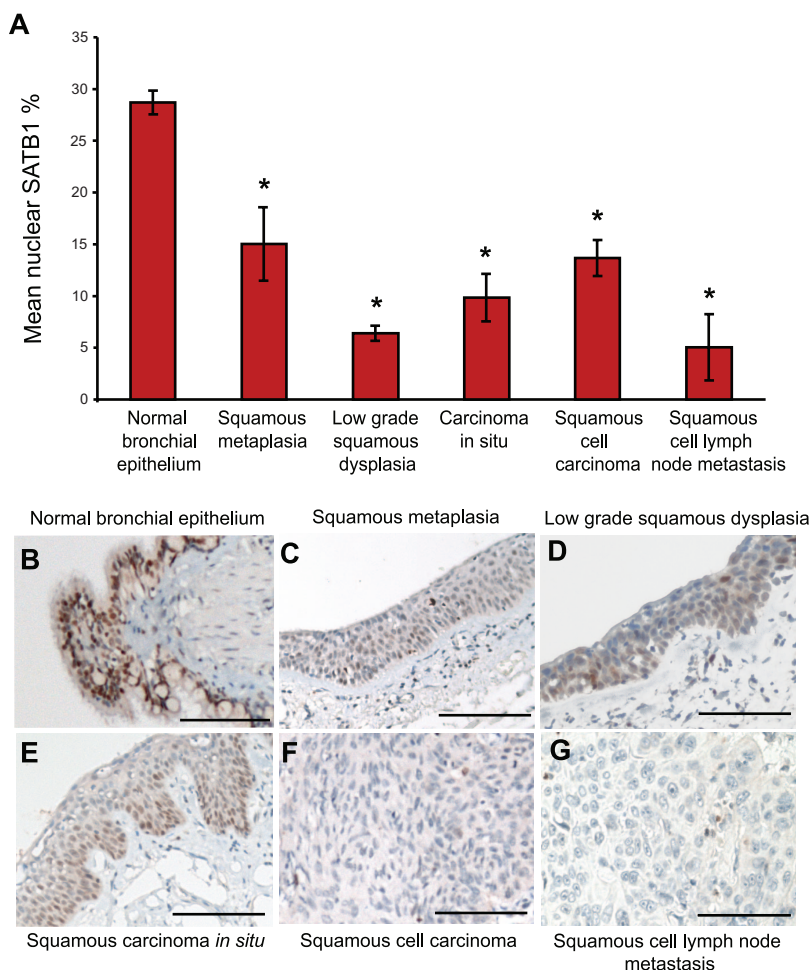 A
Mean nuclear SATB1 %
35
30
25
20
15
10
5
0
*
*
*
*
*
Normal
bronchial
epithelium
Squamous
metaplasia
Low grade
squamous
dysplasia
Carcinoma
in situ
Squamous
cell
carcinoma
Squamous
cell lymph
node metastasis
Normal bronchial epithelium
Squamous metaplasia
Low grade squamous dysplasia
B
C
D
E
F
G
Squamous carcinoma in situ
Squamous cell carcinoma
Squamous cell lymph node
metastasis